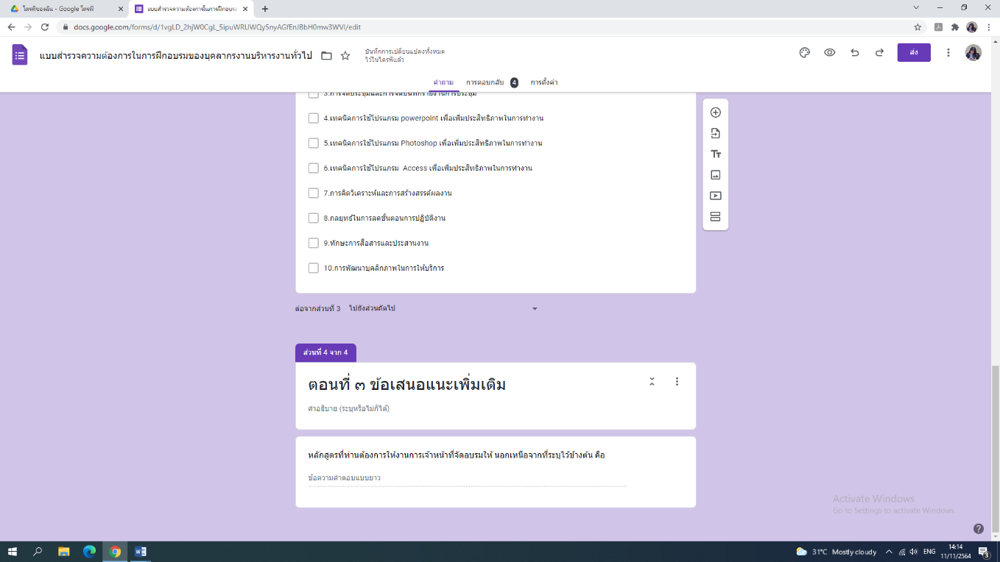 ไดรฟ์ของฉัน - Google ไดรฟ์
แบบสำรวจความต้องการในการฝึกอบรม
docs.google.com/forms/d/1vgLD_2hjW0CgL_5ipuWRUWQy5nyAGfEnJBbH0mw3WVI/edit
แบบสำรวจความต้องการในการฝึกอบรมของบุคลากรงานบริหารงานทั่วไป
บันทึกการเปลี่ยนแปลงทั้งหมด
ไว้ในไดรฟ์แล้ว
ส่ง
คำถาม
การตอบกลับ 4
การตั้งค่า
3.การจัดประชุมและการจดบันทึกรายงานการประชุม
4.เทคนิคการใช้โปรแกรม powerpoint เพื่อเพิ่มประสิทธิภาพในการทำงาน
5.เทคนิคการใช้โปรแกรม Photoshop เพื่อเพิ่มประสิทธิภาพในการทำงาน
6.เทคนิคการใช้โปรแกรม Access เพื่อเพิ่มประสิทธิภาพในการทำงาน
7.การคิดวิเคราะห์และการสร้างสรรค์ผลงาน
8.กลยุทธ์ในการลดขั้นตอนการปฏิบัติงาน
9.ทักษะการสื่อสารและประสานงาน
10.การพัฒนาบุคลิกภาพในการให้บริการ
ต่อจากส่วนที่ 3 ไปยังส่วนถัดไป
ส่วนที่ 4 จาก 4
ตอนที่ ๓ ข้อเสนอแนะเพิ่มเติม
คำอธิบาย (ระบุหรือไม่ก็ได้)
หลักสูตรที่ท่านต้องการให้งานการเจ้าหน้าที่จัดอบรมให้ นอกเหนือจากที่ระบุไว้ข้างต้น คือ
ข้อความคำตอบแบบยาว
Activate Windows
Go to Settings to activate Windows.
31°C Mostly cloudy
ENG
14:14
11/11/2564
3